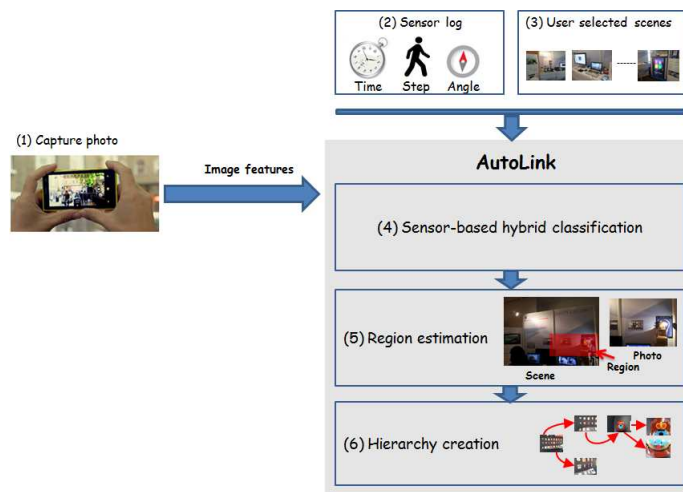 (2) Sensor log
Time Step Angle
(3) User selected scenes
(1) Capture photo
Image features
AutoLink
(4) Sensor-based hybrid classification
(5) Region estimation
Scene
Region
Photo
(6) Hierarchy creation